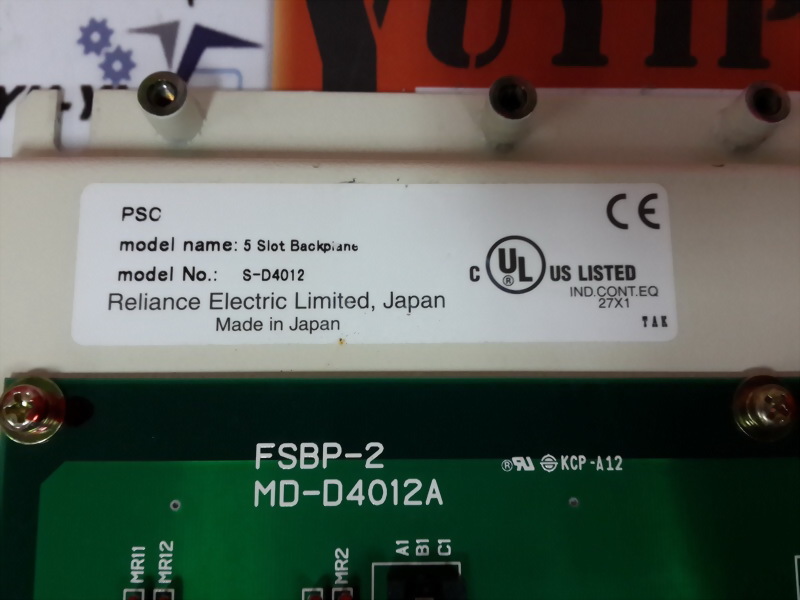 PSC
CE
model name: 5 Slot Backplane
model No.: S-D4012
C UL ® US LISTED
Reliance Electric Limited, Japan
IND.CONT.EQ
27X1
Made in Japan
TAK
FSBP-2
MD-D4012A
® KCP-A12
MR11
MR12
MR2
A1
B1
C1